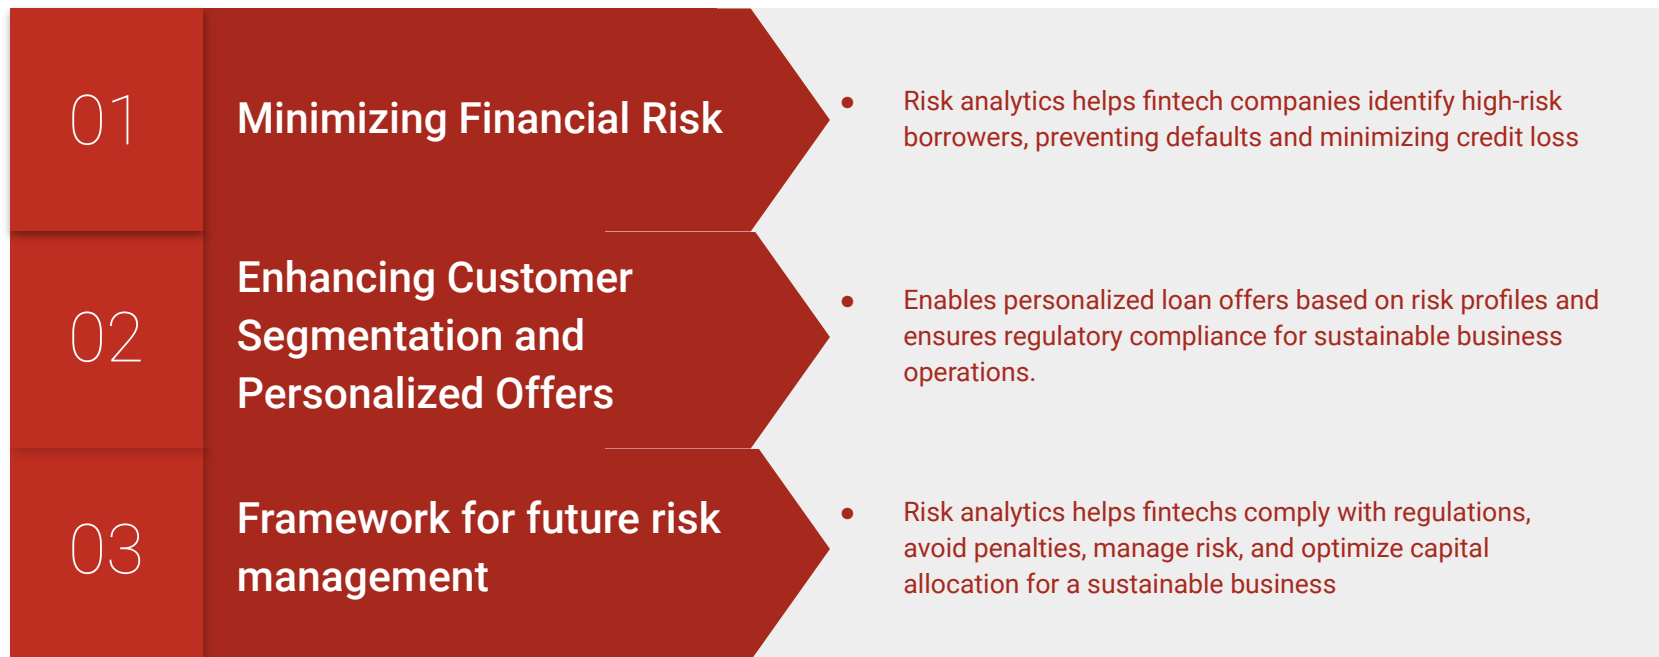 01
Minimizing Financial Risk
● Risk analytics helps fintech companies identify high-risk
borrowers, preventing defaults and minimizing credit loss
02
Enhancing Customer
Segmentation and
Personalized Offers
● Enables personalized loan offers based on risk profiles and
ensures regulatory compliance for sustainable business
operations.
03
Framework for future risk
management
● Risk analytics helps fintechs comply with regulations,
avoid penalties, manage risk, and optimize capital
allocation for a sustainable business